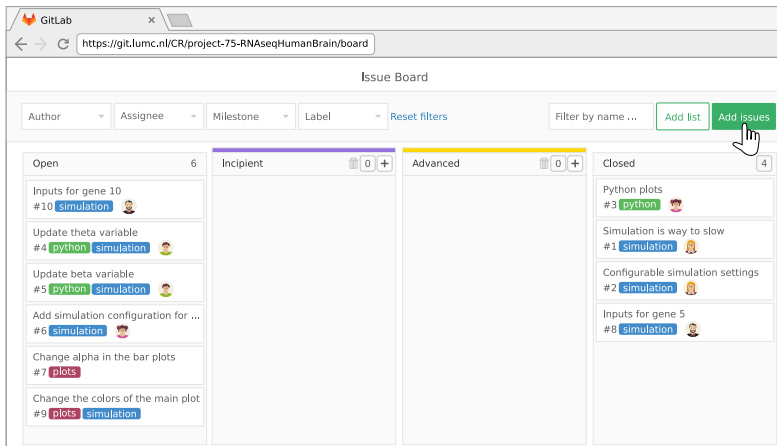 GitLab
https://git.lumc.nl/CR/project-75-RNAseqHumanBrain/board
Issue Board
Author Assignee Milestone Label Reset filters Filter by name ... Add list Add issues
Open 6
Inputs for gene 10
#10 simulation
Update theta variable
#4 python simulation
Update beta variable
#5 python simulation
Add simulation configuration for ...
#6 simulation
Change alpha in the bar plots
#7 plots
Change the colors of the main plot
#9 plots simulation
Incipient 0 +
Advanced 0 +
Closed 4
Python plots
#3 python
Simulation is way to slow
#1 simulation
Configurable simulation settings
#2 simulation
Inputs for gene 5
#8 simulation